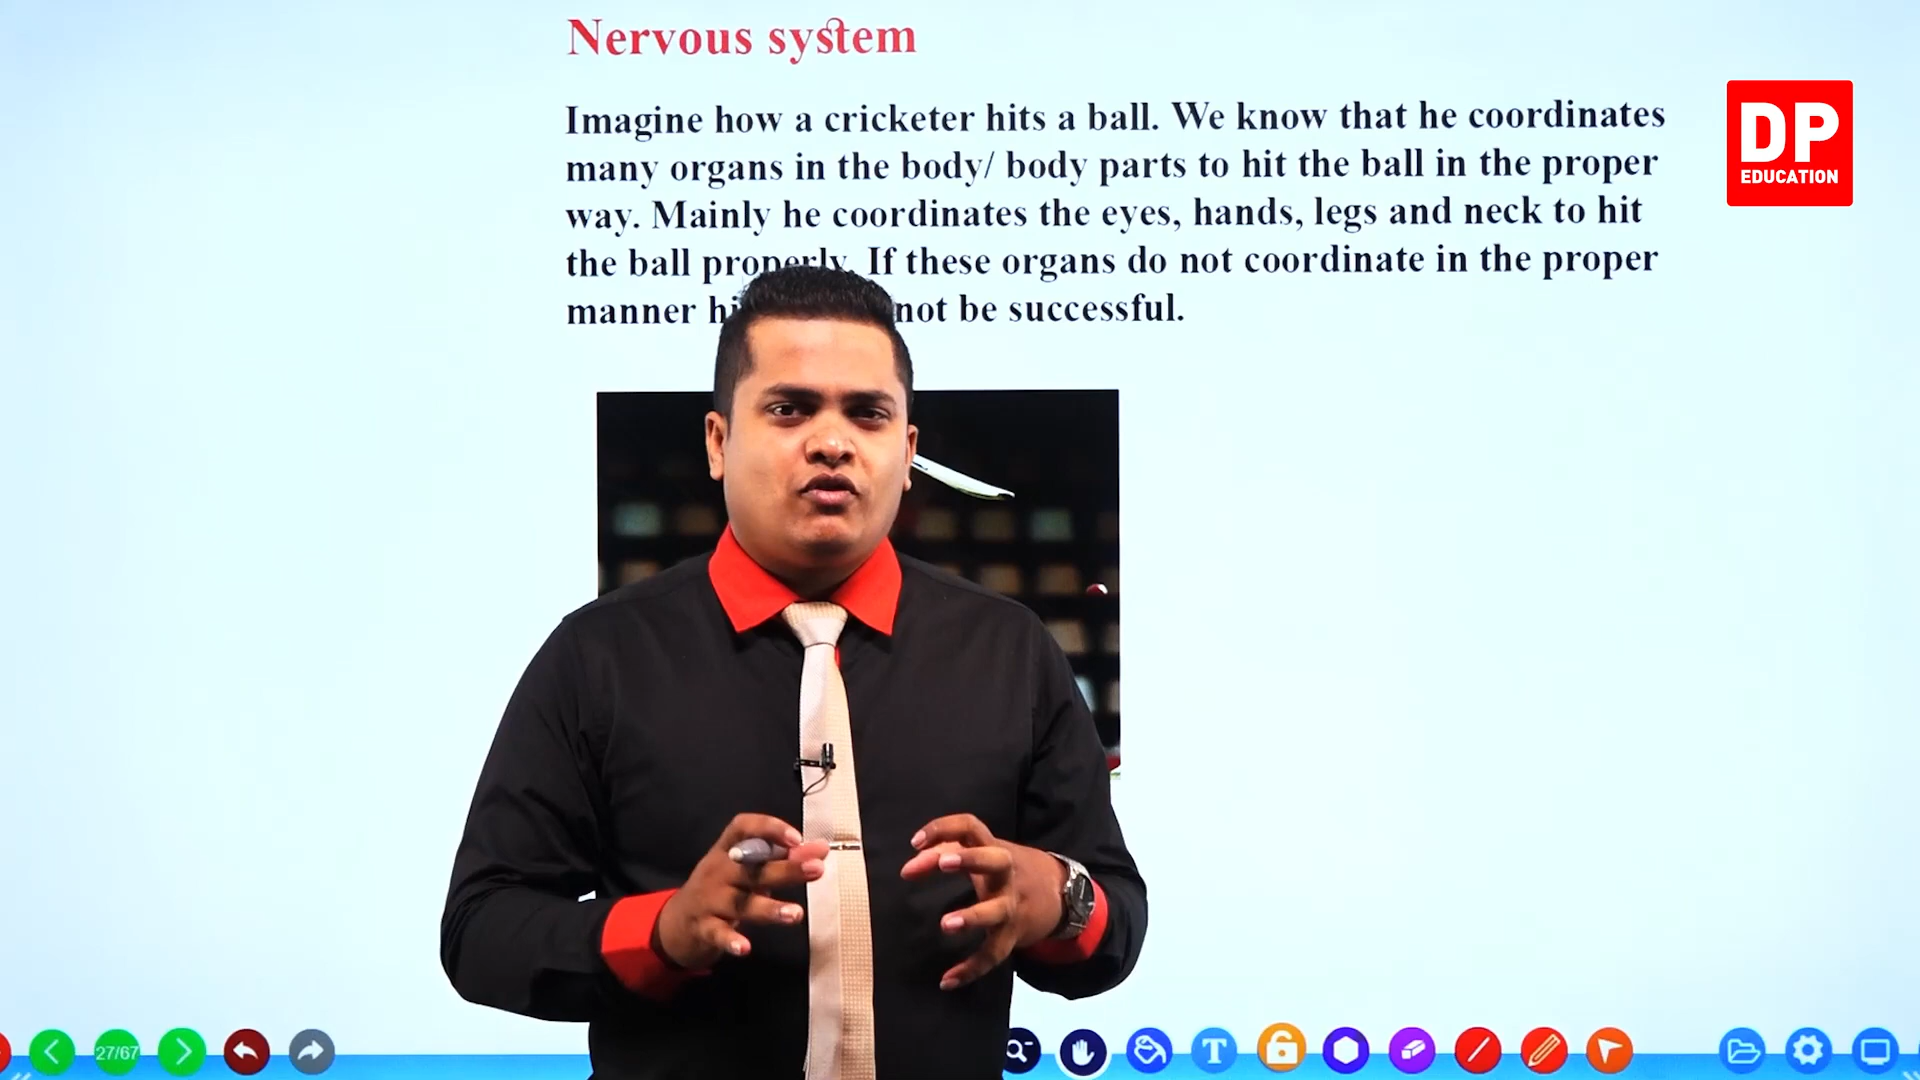 Nervous system
Imagine how a cricketer hits a ball. We know that he coordinates
many organs in the body/ body parts to hit the ball in the proper
way. Mainly he coordinates the eyes, hands, legs and neck to hit
the ball properly. If these organs do not coordinate in the proper
manner not be successful.
DP
EDUCATION
27/67
T